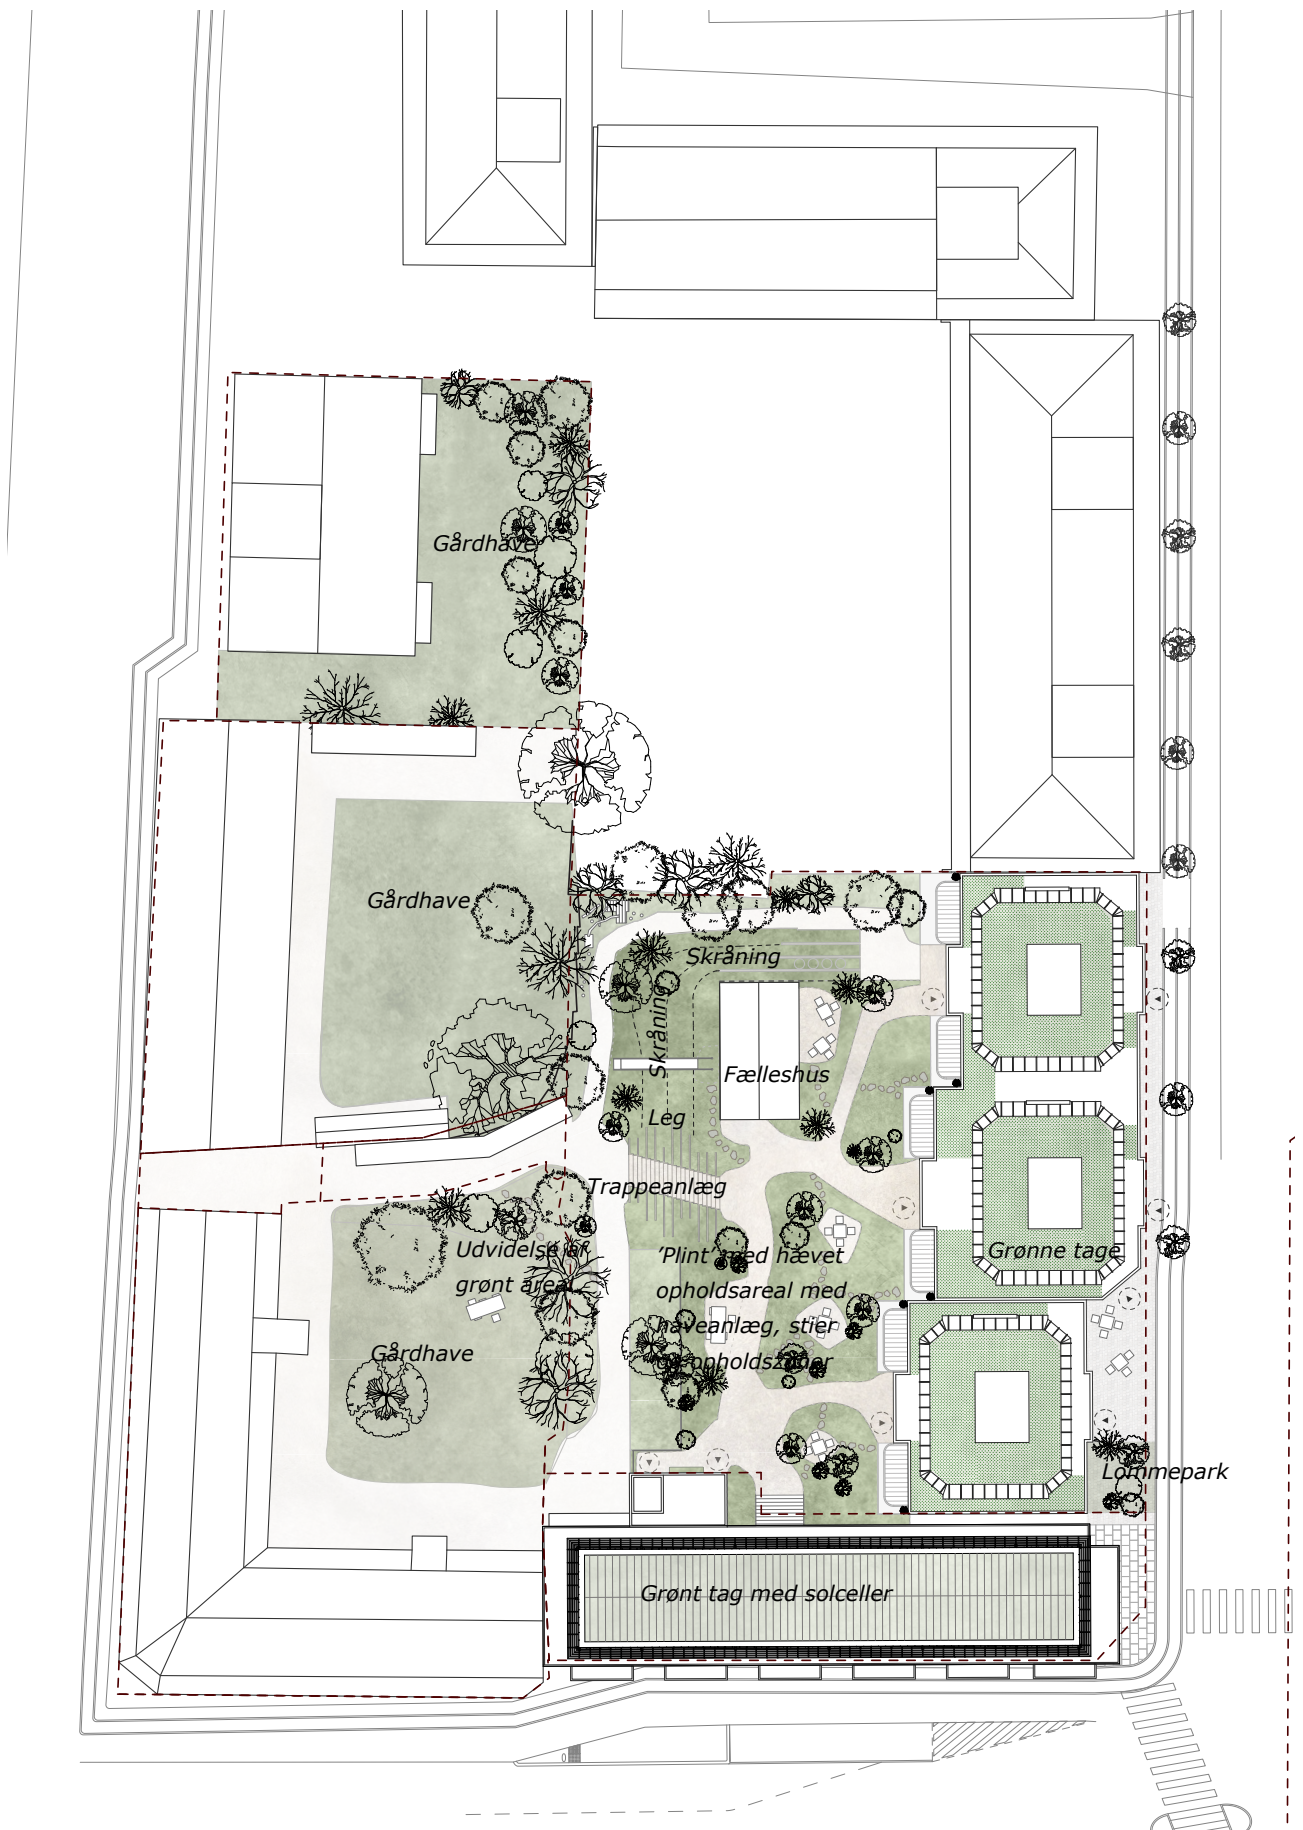 Gårdhave
Gårdhave
Skråning
Skråning
Fælleshus
Leg
Trappeanlæg
Udvidelse af
grønt areal
'Plint' med hævet
opholdsareal med
haveanlæg, stier
og opholdszoner
Grønne tage
Gårdhave
Lommepark
Grønt tag med solceller